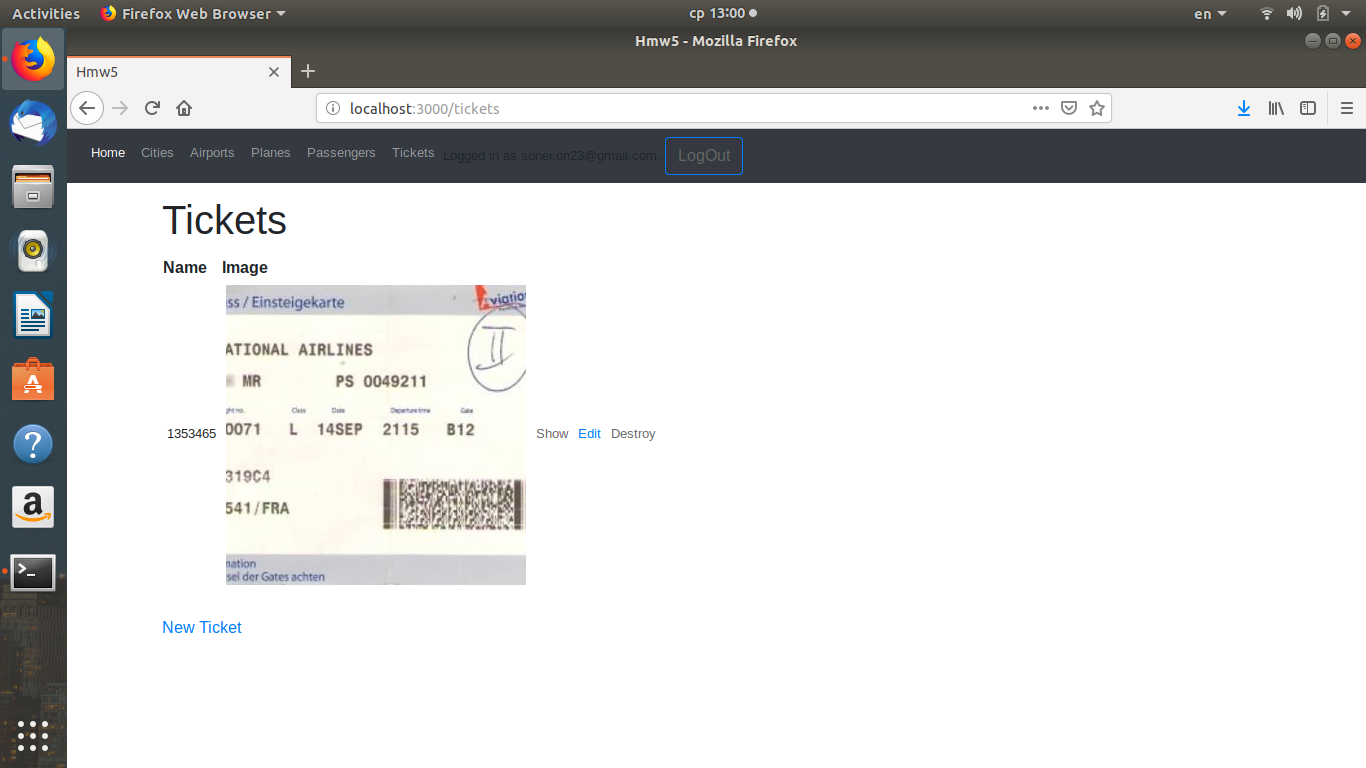 Activities Firefox Web Browser ср 13:00 en
Hmw5 - Mozilla Firefox
Hmw5
localhost:3000/tickets
Home Cities Airports Planes Passengers Tickets Logged in as soner.on23@gmail.com. LogOut
Tickets
Name Image
ss / Einsteigekarte Aviation
ATIONAL AIRLINES II
MR PS 0049211
ght no. Class Date Departure time Gate
0071 L 14SEP 2115 B12
1353465 Show Edit Destroy
319C4
541/FRA
mation
sel der Gates achten
New Ticket